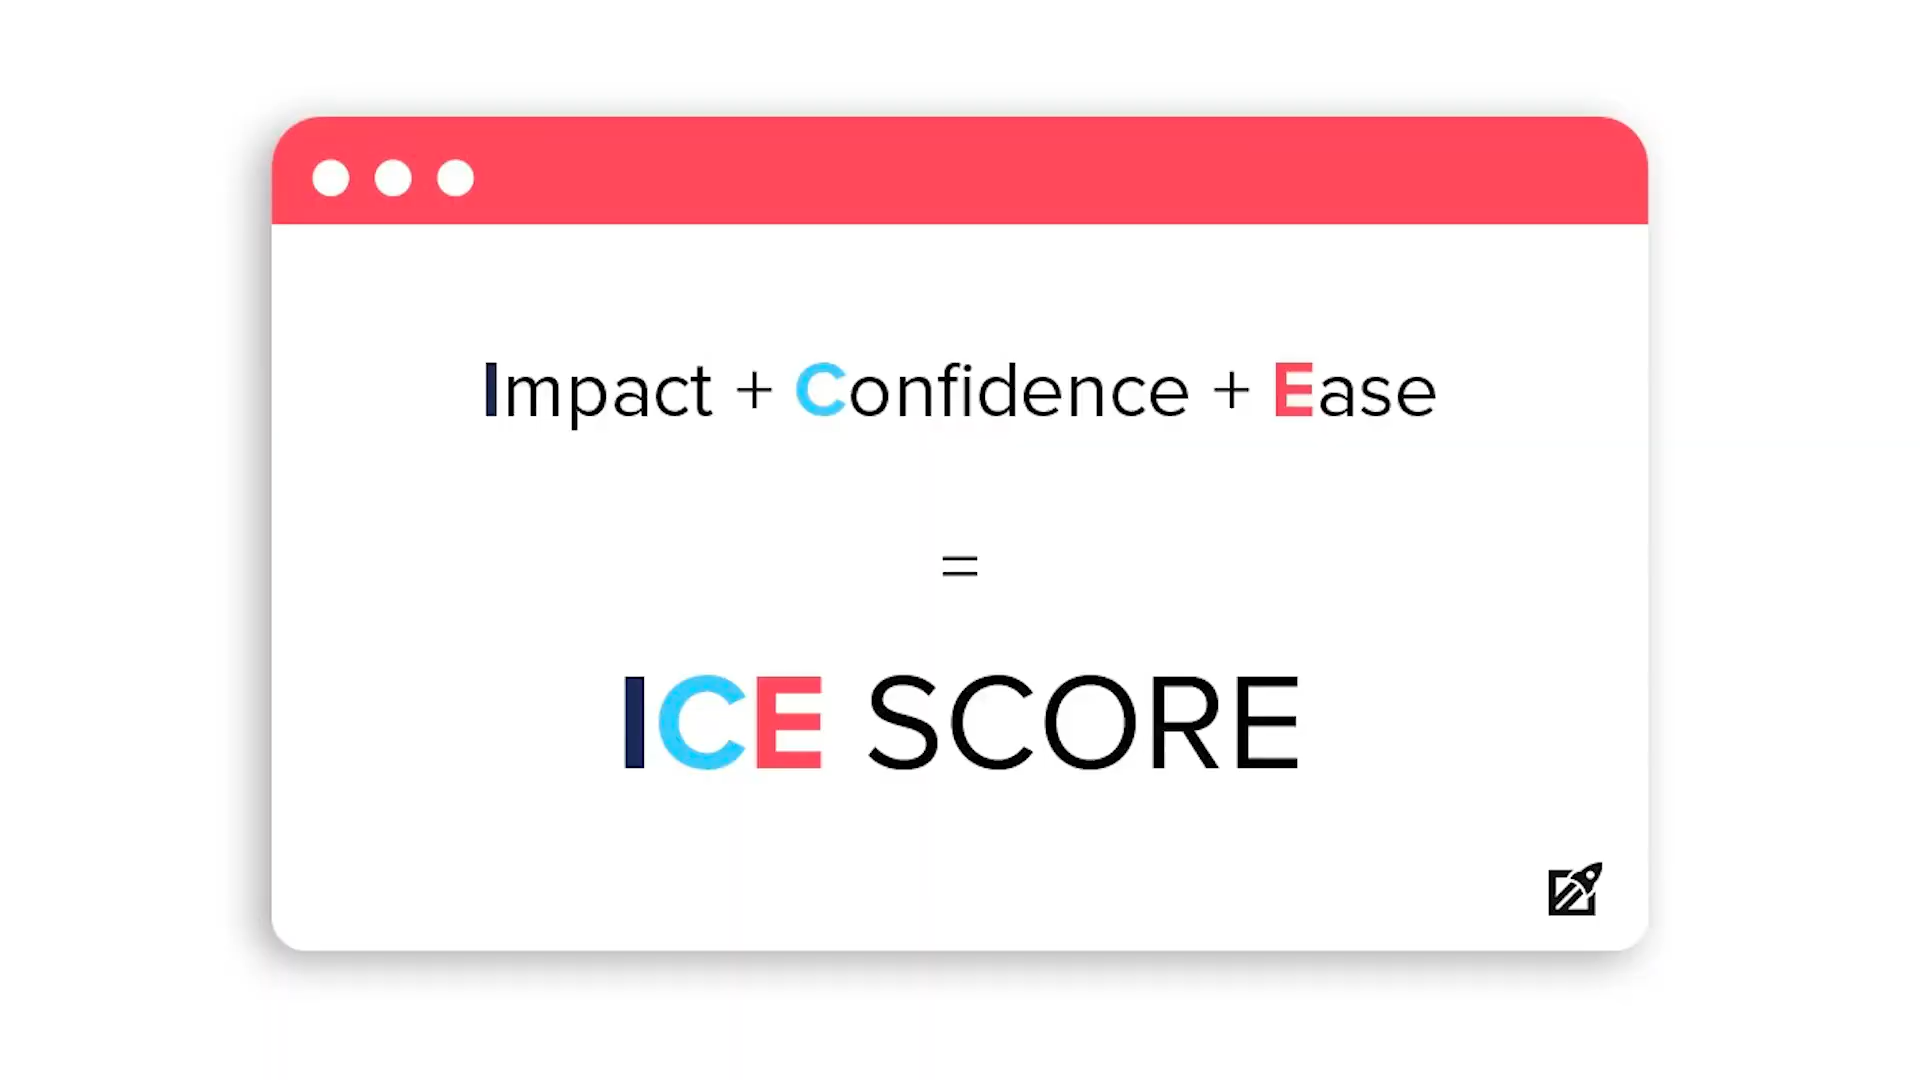 Impact + Confidence + Ease
=
ICE SCORE